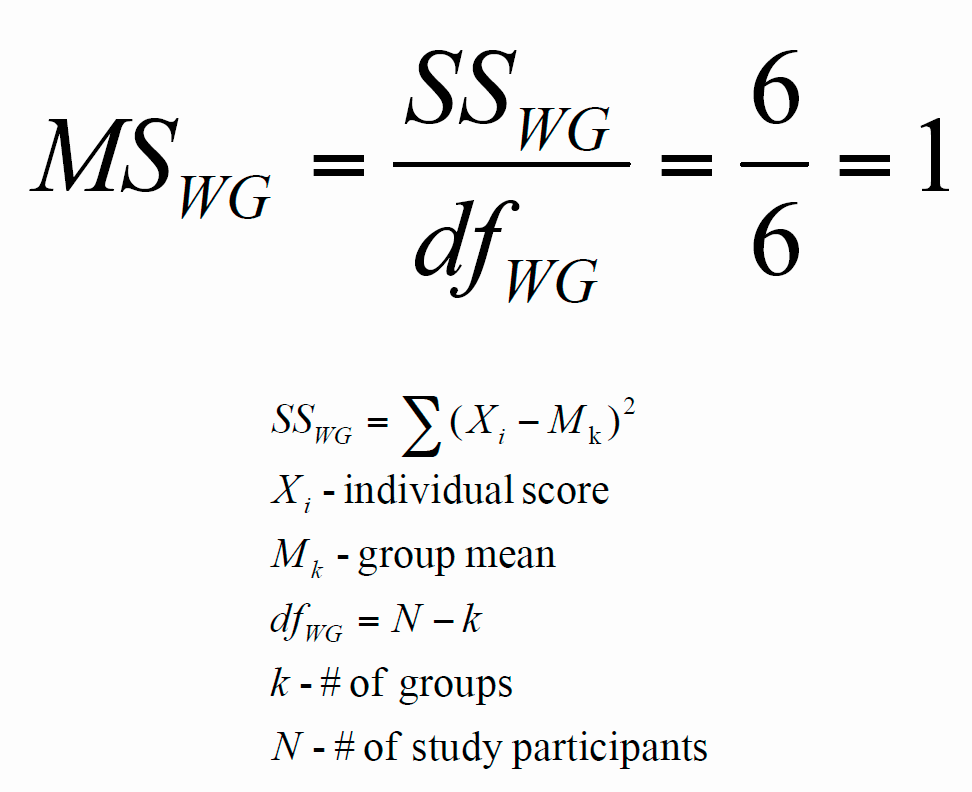 MS_WG = SS_WG / df_WG = 6 / 6 = 1
SS_WG = ∑(X_i − M_k)²
X_i - individual score
M_k - group mean
df_WG = N − k
k - # of groups
N - # of study participants